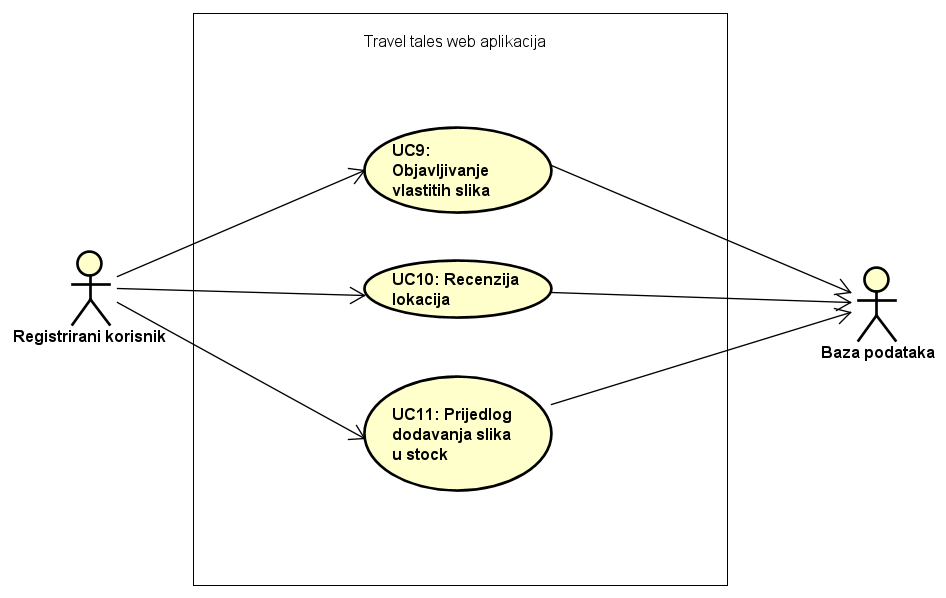 Travel tales web aplikacija
UC9:
Objavljivanje
vlastitih slika
UC10: Recenzija
lokacija
Registrirani korisnik
Baza podataka
UC11: Prijedlog
dodavanja slika
u stock